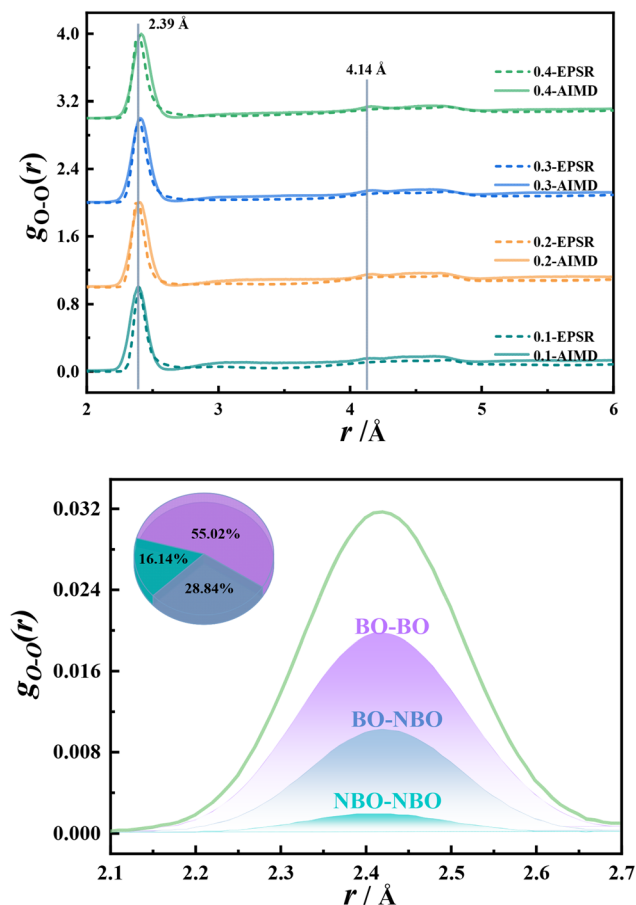 2.39 Å
4.14 Å
0.4-EPSR
0.4-AIMD
0.3-EPSR
0.3-AIMD
0.2-EPSR
0.2-AIMD
0.1-EPSR
0.1-AIMD
4.0
3.2
2.4
1.6
0.8
0.0
gO-O(r)
2 3 4 5 6
r /Å
0.032
0.024
0.016
0.008
0.000
gO-O(r)
55.02%
16.14%
28.84%
BO-BO
BO-NBO
NBO-NBO
2.1 2.2 2.3 2.4 2.5 2.6 2.7
r / Å